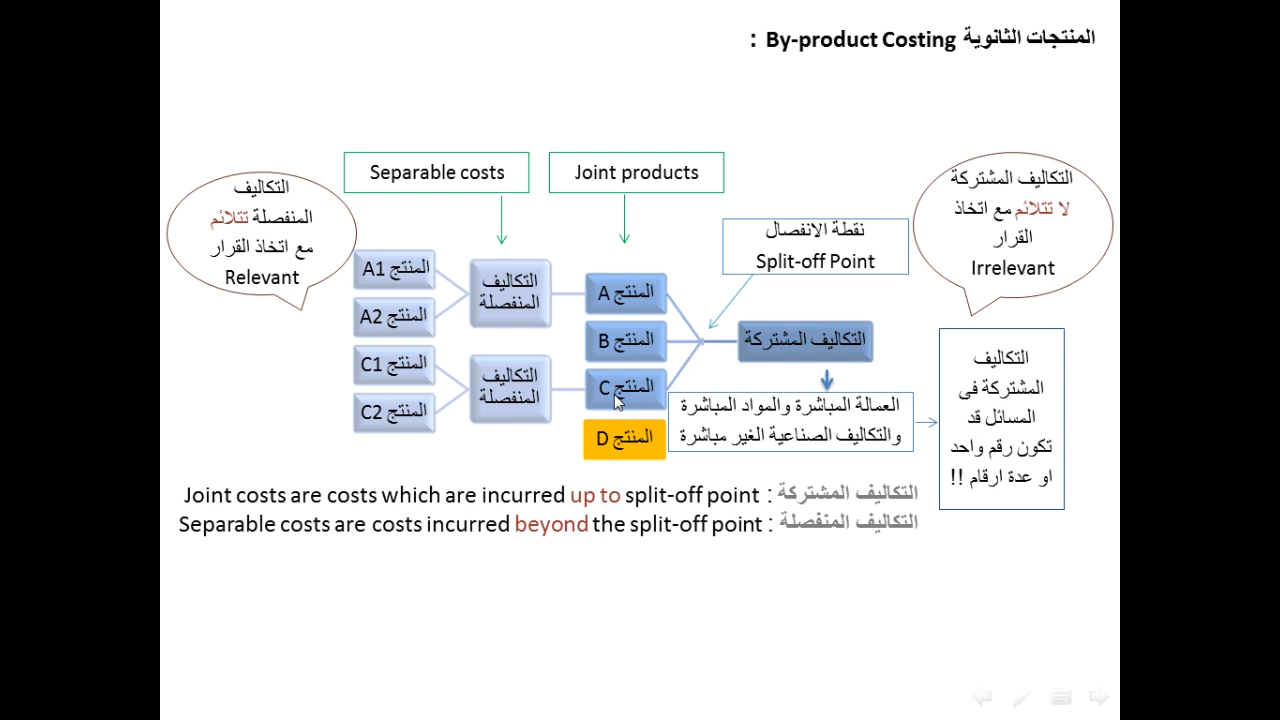 المنتجات الثانوية By-product Costing :
Separable costs
Joint products
التكاليف المشتركة
لا تتلائم مع اتخاذ
القرار
Irrelevant
التكاليف
المنفصلة تتلائم
مع اتخاذ القرار
Relevant
نقطة الانفصال
Split-off Point
المنتج A1
المنتج A2
المنتج C1
المنتج C2
التكاليف
المنفصلة
التكاليف
المنفصلة
المنتج A
المنتج B
المنتج C
المنتج D
التكاليف المشتركة
العمالة المباشرة والمواد المباشرة
والتكاليف الصناعية الغير مباشرة
التكاليف
المشتركة فى
المسائل قد
تكون رقم واحد
او عدة ارقام !!
التكاليف المشتركة : Joint costs are costs which are incurred up to split-off point
التكاليف المنفصلة : Separable costs are costs incurred beyond the split-off point